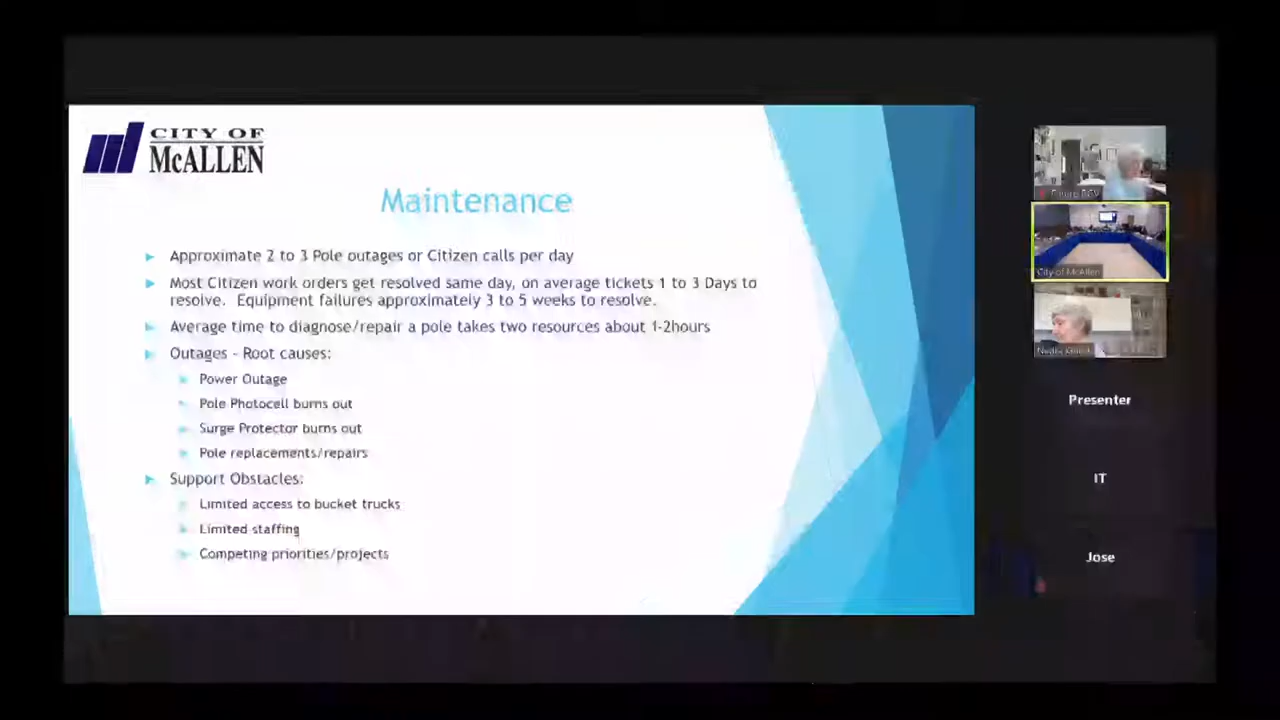 CITY OF
McALLEN
Maintenance
Approximate 2 to 3 Pole outages or Citizen calls per day
Most Citizen work orders get resolved same day, on average tickets 1 to 3 Days to
resolve. Equipment failures approximately 3 to 5 weeks to resolve.
Average time to diagnose/repair a pole takes two resources about 1-2hours
Outages - Root causes:
Power Outage
Pole Photocell burns out
Surge Protector burns out
Pole replacements/repairs
Support Obstacles:
Limited access to bucket trucks
Limited staffing
Competing priorities/projects
City of McAllen
Presenter
IT
Jose